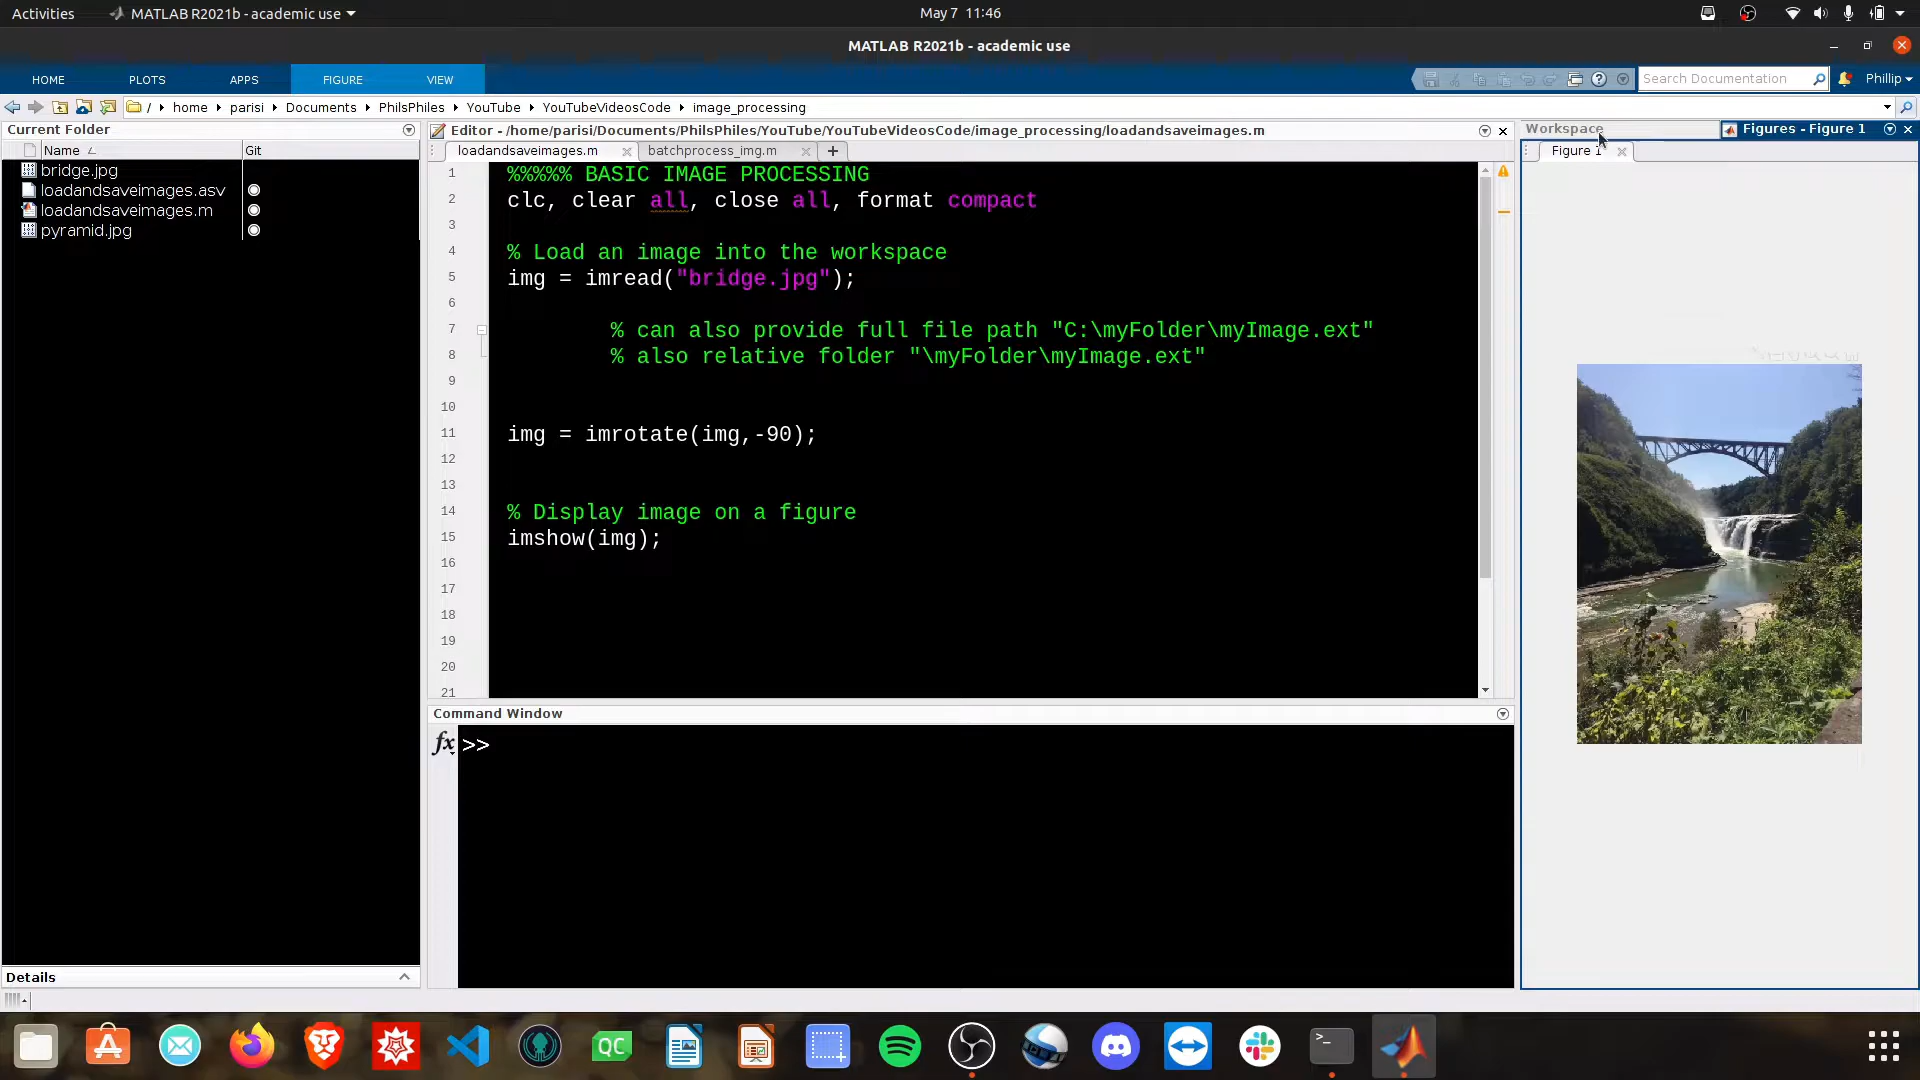 Activities
MATLAB R2021b - academic use
May 7 11:46
MATLAB R2021b - academic use
HOME
PLOTS
APPS
FIGURE
VIEW
Search Documentation
Phillip
/ home parisi Documents PhilsPhiles YouTube YouTubeVideosCode image_processing
Current Folder
Name
Git
bridge.jpg
loadandsaveimages.asv
loadandsaveimages.m
pyramid.jpg
Details
Editor - /home/parisi/Documents/PhilsPhiles/YouTube/YouTubeVideosCode/image_processing/loadandsaveimages.m
loadandsaveimages.m
batchprocess_img.m
1 %%%%% BASIC IMAGE PROCESSING
2 clc, clear all, close all, format compact
3
4 % Load an image into the workspace
5 img = imread("bridge.jpg");
6
7 % can also provide full file path "C:\myFolder\myImage.ext"
8 % also relative folder "\myFolder\myImage.ext"
9
10
11 img = imrotate(img,-90);
12
13
14 % Display image on a figure
15 imshow(img);
16
17
18
19
20
21
Command Window
fx >>
Workspace
Figures - Figure 1
Figure 1
QC
>_